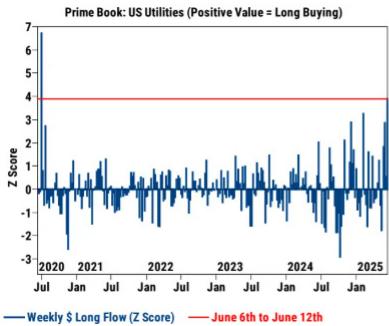 Prime Book: US Utilities (Positive Value = Long Buying)
7
6
5
4
3
2
1
0
-1
-2
-3
Z Score
2020 2021 2022 2023 2024 2025
Jul Jan Jul Jan Jul Jan Jul Jan Jul Jan
Weekly $ Long Flow (Z Score) June 6th to June 12th